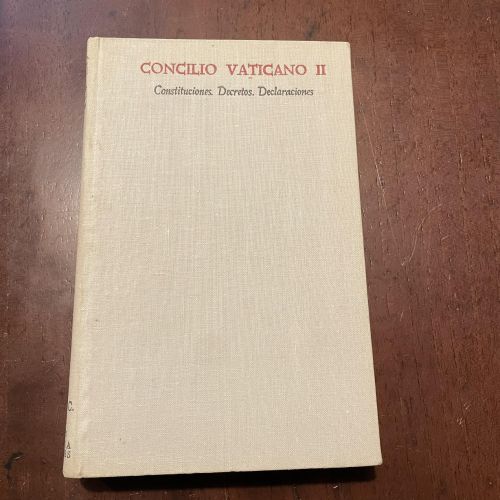 CONCILIO VATICANO II
Constituciones. Decretos. Declaraciones